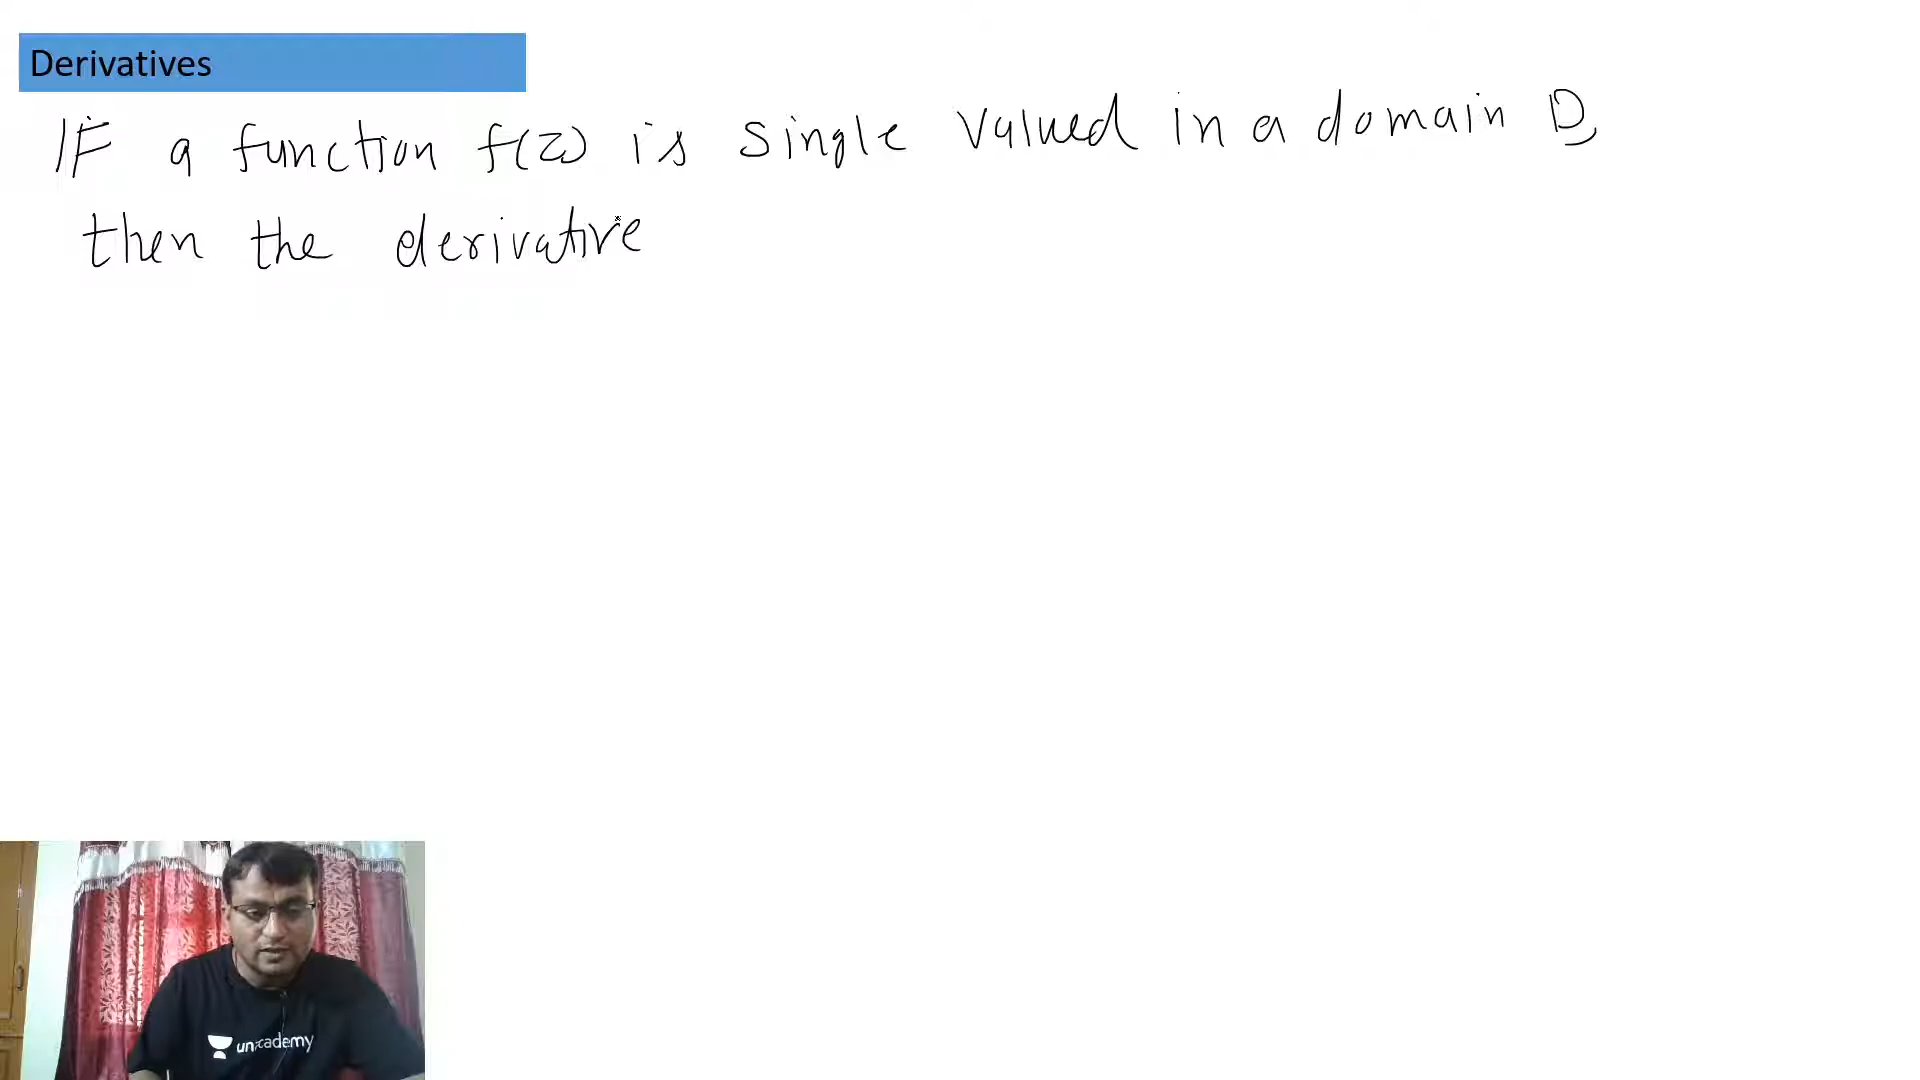 Derivatives
If a function f(z) is single valued in a domain D,
then the derivative
unacademy